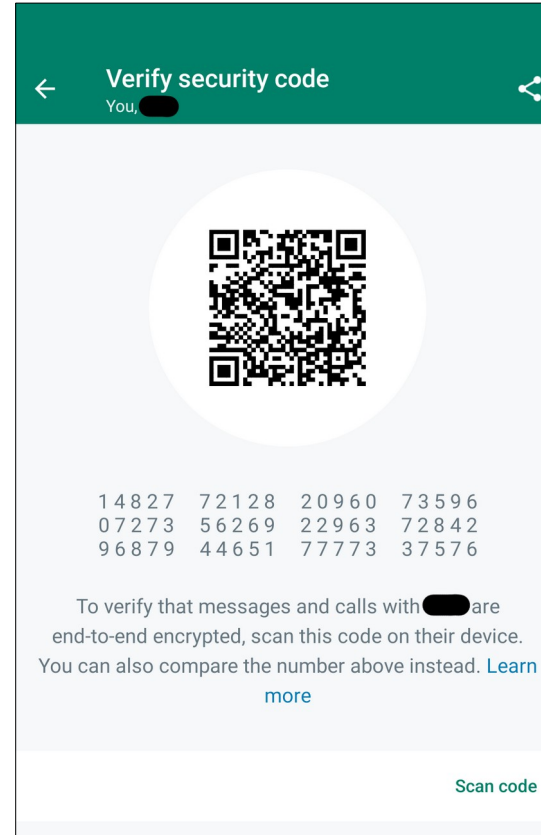 Verify security code
You,
14827 72128 20960 73596
07273 56269 22963 72842
96879 44651 77773 37576
To verify that messages and calls with are
end-to-end encrypted, scan this code on their device.
You can also compare the number above instead. Learn
more
Scan code